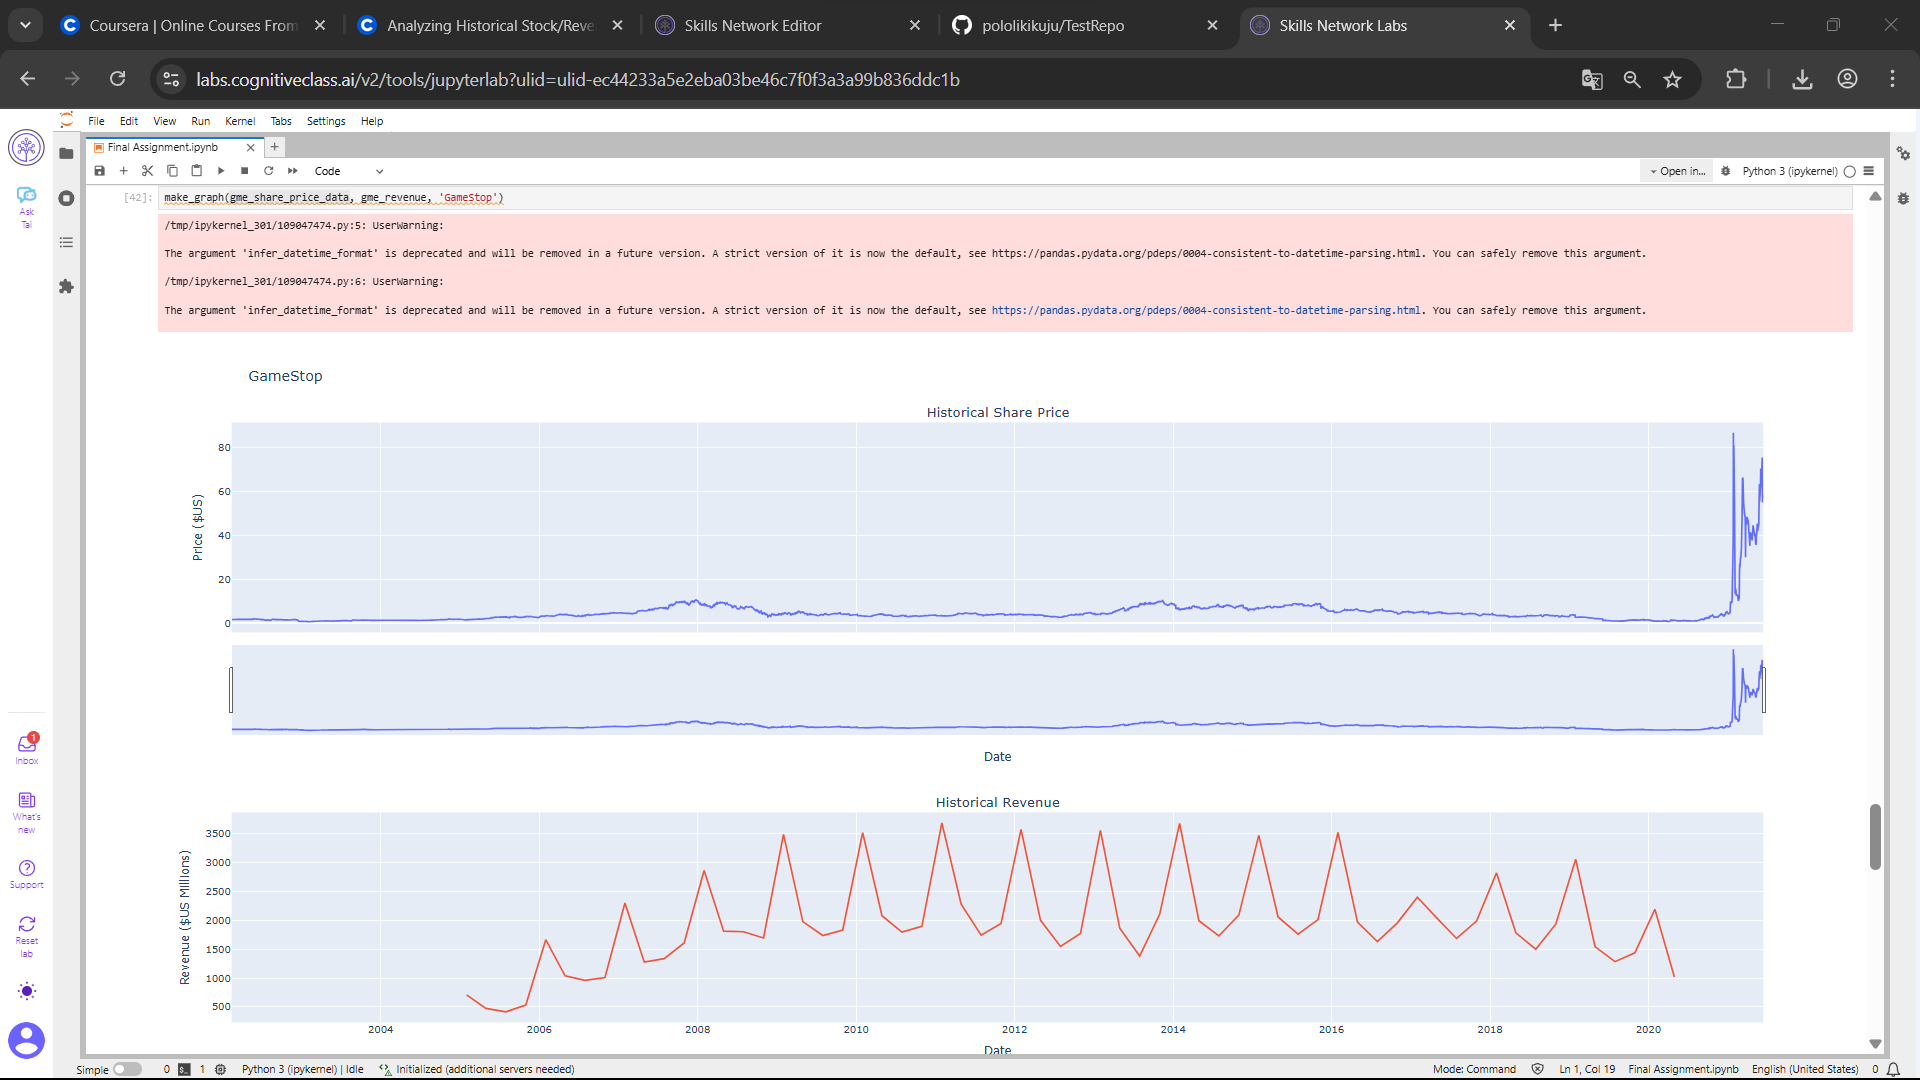 Coursera | Online Courses From
Analyzing Historical Stock/Reve
Skills Network Editor
pololikikuju/TestRepo
Skills Network Labs
labs.cognitiveclass.ai/v2/tools/jupyterlab?ulid=ulid-ec44233a5e2eba03be46c7f0f3a3a99b836ddc1b
File Edit View Run Kernel Tabs Settings Help
Final Assignment.ipynb
Code
Open in...
Python 3 (ipykernel)
Ask
Tai
[42]: make_graph(gme_share_price_data, gme_revenue, 'GameStop')
/tmp/ipykernel_301/109047474.py:5: UserWarning:
The argument 'infer_datetime_format' is deprecated and will be removed in a future version. A strict version of it is now the default, see https://pandas.pydata.org/pdeps/0004-consistent-to-datetime-parsing.html. You can safely remove this argument.
/tmp/ipykernel_301/109047474.py:6: UserWarning:
The argument 'infer_datetime_format' is deprecated and will be removed in a future version. A strict version of it is now the default, see https://pandas.pydata.org/pdeps/0004-consistent-to-datetime-parsing.html. You can safely remove this argument.
GameStop
Historical Share Price
Price ($US)
80
60
40
20
0
Date
Historical Revenue
Revenue ($US Millions)
3500
3000
2500
2000
1500
1000
500
2004 2006 2008 2010 2012 2014 2016 2018 2020
Date
1
Inbox
What's
new
Support
Reset
lab
Simple 0 1 Python 3 (ipykernel) | Idle Initialized (additional servers needed) Mode: Command Ln 1, Col 19 Final Assignment.ipynb English (United States) 0